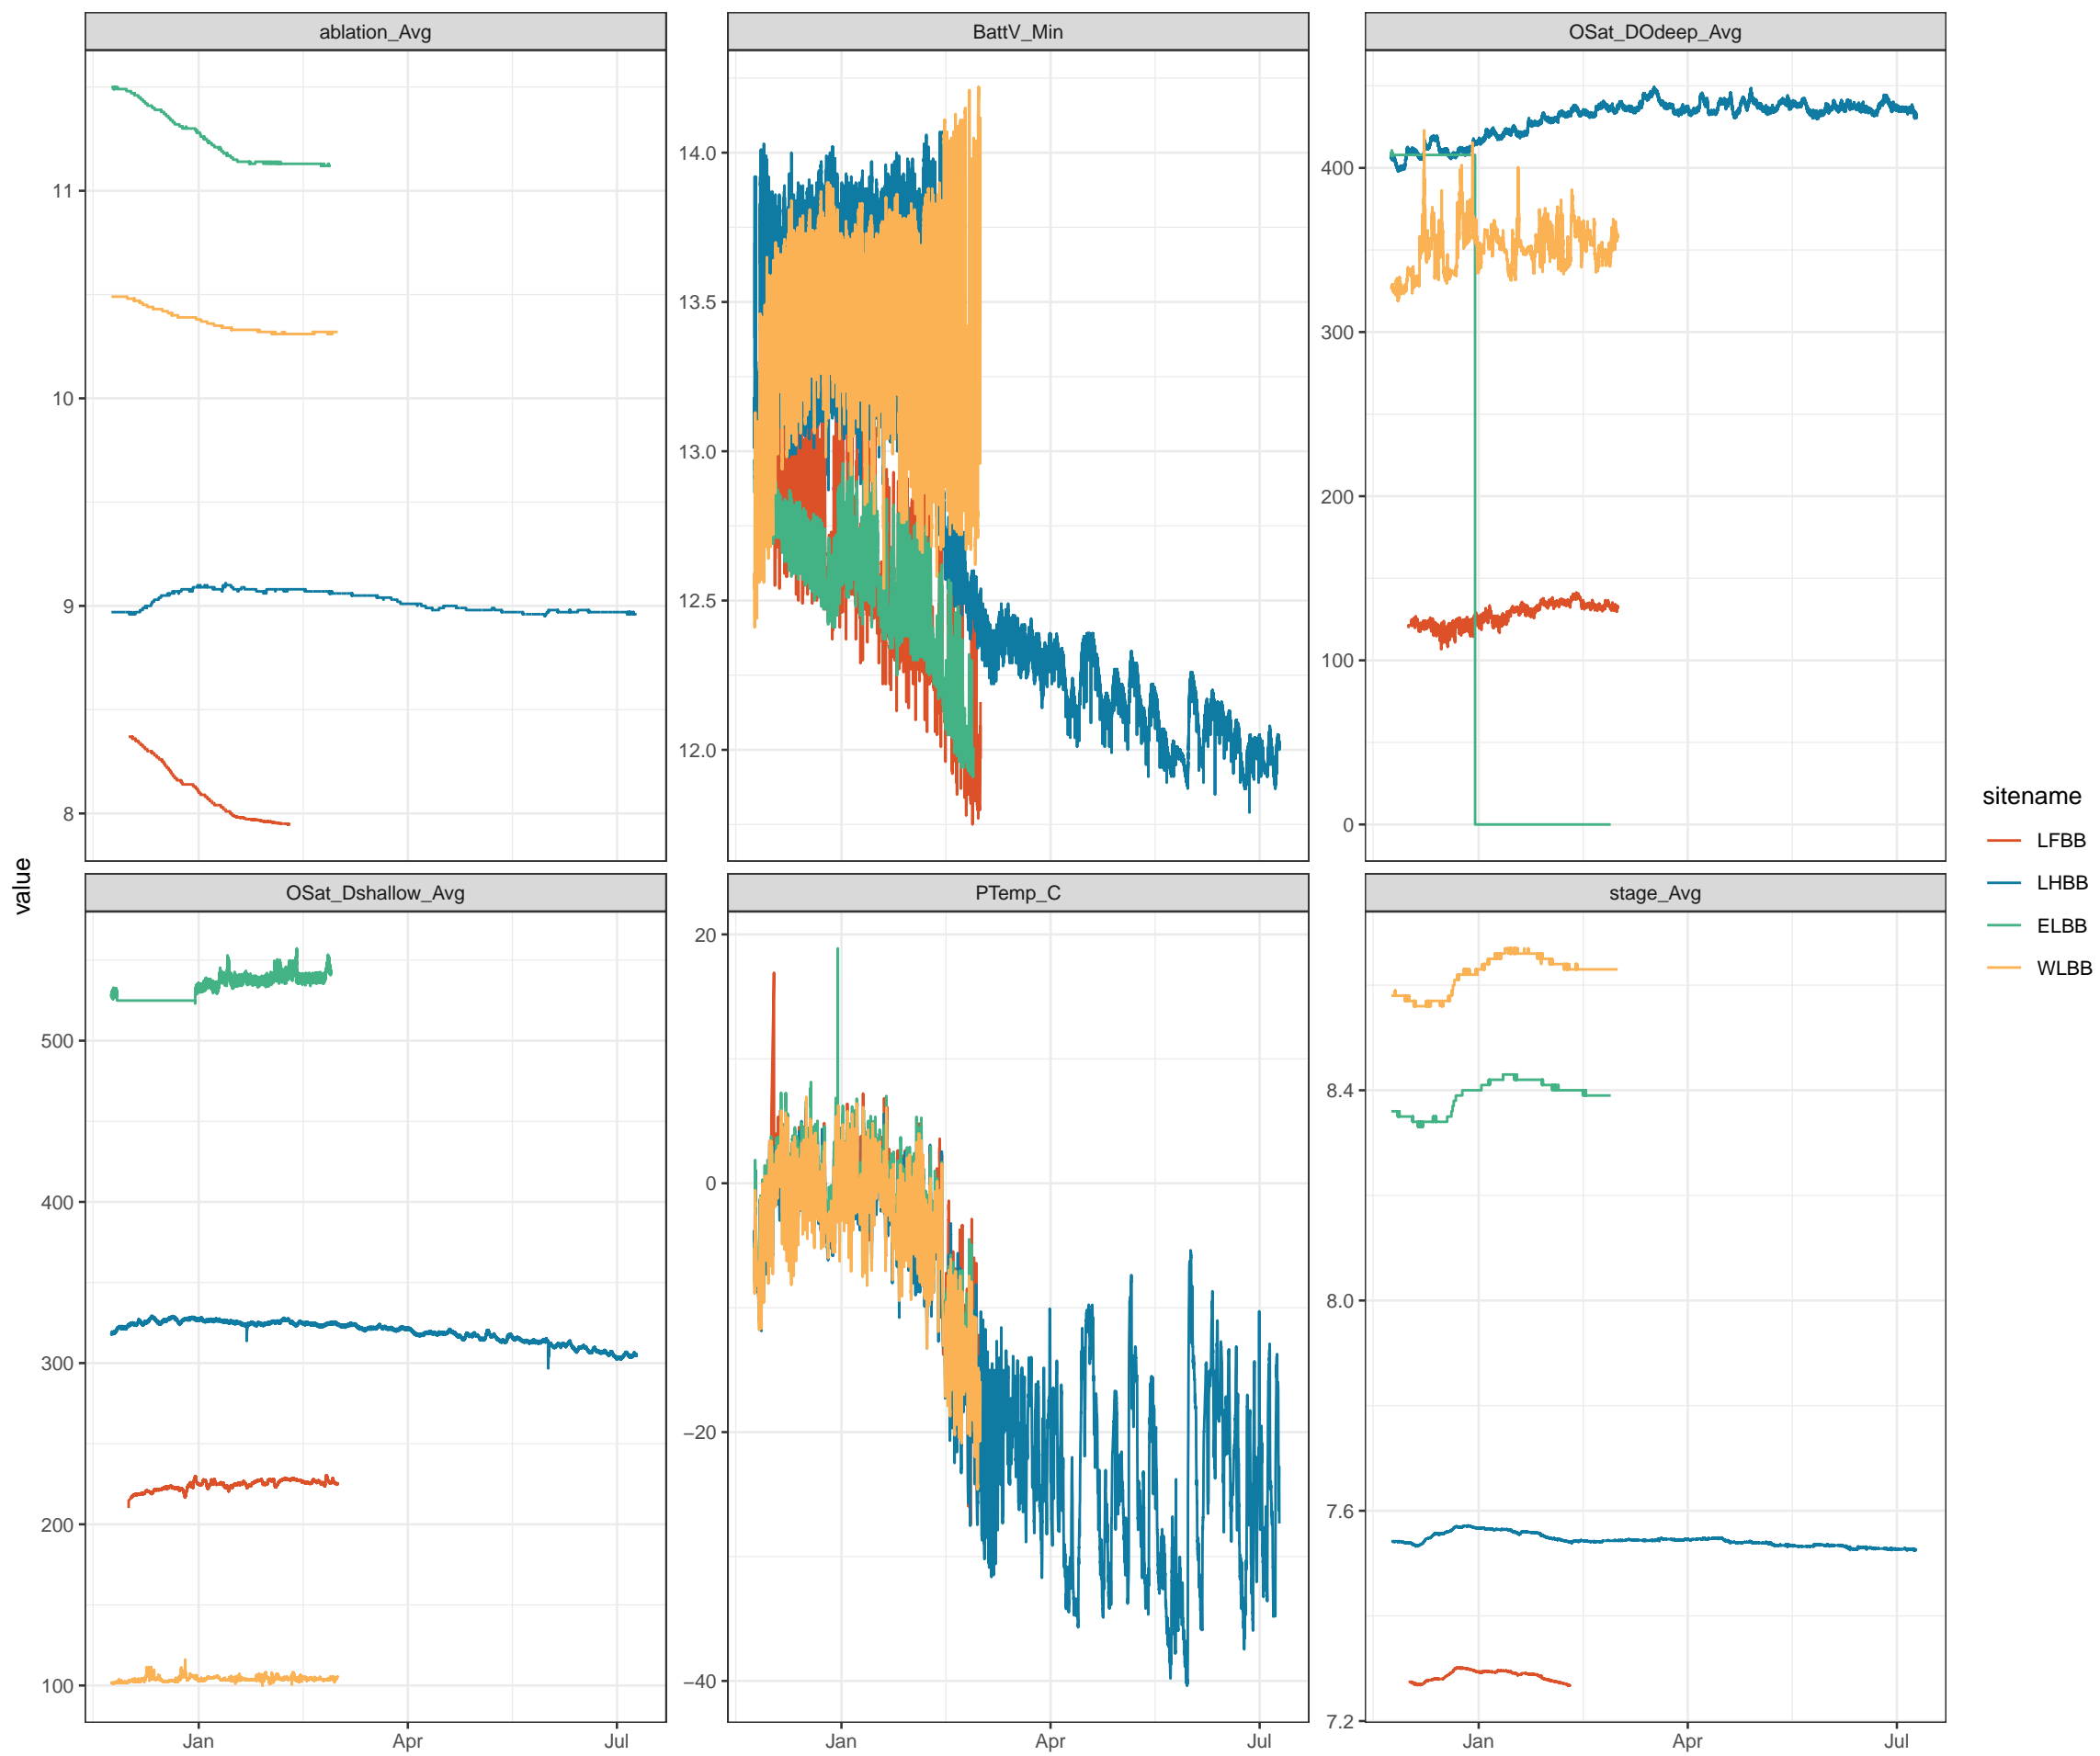 ablation_Avg
BattV_Min
OSat_DOdeep_Avg
11
10
9
8
14.0
13.5
13.0
12.5
12.0
400
300
200
100
0
value
OSat_Dshallow_Avg
PTemp_C
stage_Avg
500
400
300
200
100
20
0
−20
−40
8.4
8.0
7.6
7.2
Jan
Apr
Jul
Jan
Apr
Jul
Jan
Apr
Jul
sitename
LFBB
LHBB
ELBB
WLBB